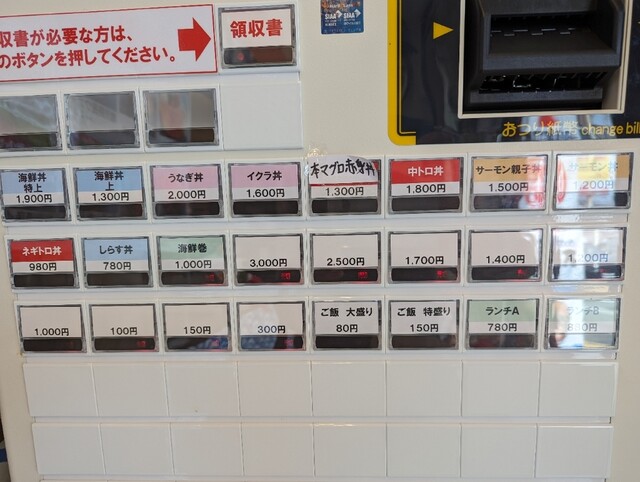 収書が必要な方は、
のボタンを押してください。
領収書
おつり紙幣 change bill
海鮮丼 特上
1.900円
海鮮丼 上
1.300円
うなぎ丼
2.000円
イクラ丼
1.600円
本マグロ赤身丼
1.300円
中トロ丼
1.800円
サーモン親子丼
1.500円
サーモン丼
1.200円
ネギトロ丼
980円
しらす丼
780円
海鮮巻
1.000円
3.000円
2.500円
1.700円
1.400円
1.000円
100円
150円
300円
ご飯 大盛り
80円
ご飯 特盛り
150円
ランチA
780円
ランチB